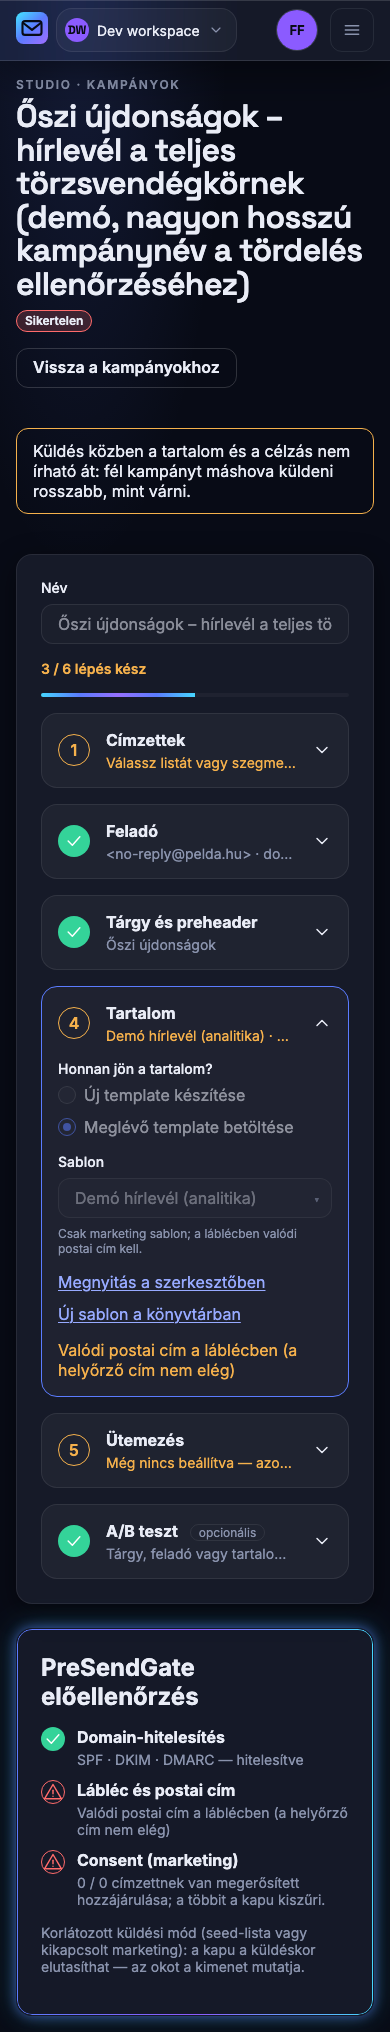 DW Dev workspace
FF
STUDIO · KAMPÁNYOK
Őszi újdonságok –
hírlevél a teljes
törzsvendégkörnek
(demó, nagyon hosszú
kampánynév a tördelés
ellenőrzéséhez)
Sikertelen
Vissza a kampányokhoz
Küldés közben a tartalom és a célzás nem
írható át: fél kampányt máshova küldeni
rosszabb, mint várni.
Név
Őszi újdonságok – hírlevél a teljes tö
3 / 6 lépés kész
1
Címzettek
Válassz listát vagy szegme...
Feladó
<no-reply@pelda.hu> · do...
Tárgy és preheader
Őszi újdonságok
4
Tartalom
Demó hírlevél (analitika) · ...
Honnan jön a tartalom?
Új template készítése
Meglévő template betöltése
Sablon
Demó hírlevél (analitika)
Csak marketing sablon; a láblécben valódi
postai cím kell.
Megnyitás a szerkesztőben
Új sablon a könyvtárban
Valódi postai cím a láblécben (a
helyőrző cím nem elég)
5
Ütemezés
Még nincs beállítva — azo...
A/B teszt opcionális
Tárgy, feladó vagy tartalo...
PreSendGate
előellenőrzés
Domain-hitelesítés
SPF · DKIM · DMARC — hitelesítve
Lábléc és postai cím
Valódi postai cím a láblécben (a helyőrző
cím nem elég)
Consent (marketing)
0 / 0 címzettnek van megerősített
hozzájárulása; a többit a kapu kiszűri.
Korlátozott küldési mód (seed-lista vagy
kikapcsolt marketing): a kapu a küldéskor
elutasíthat — az okot a kimenet mutatja.